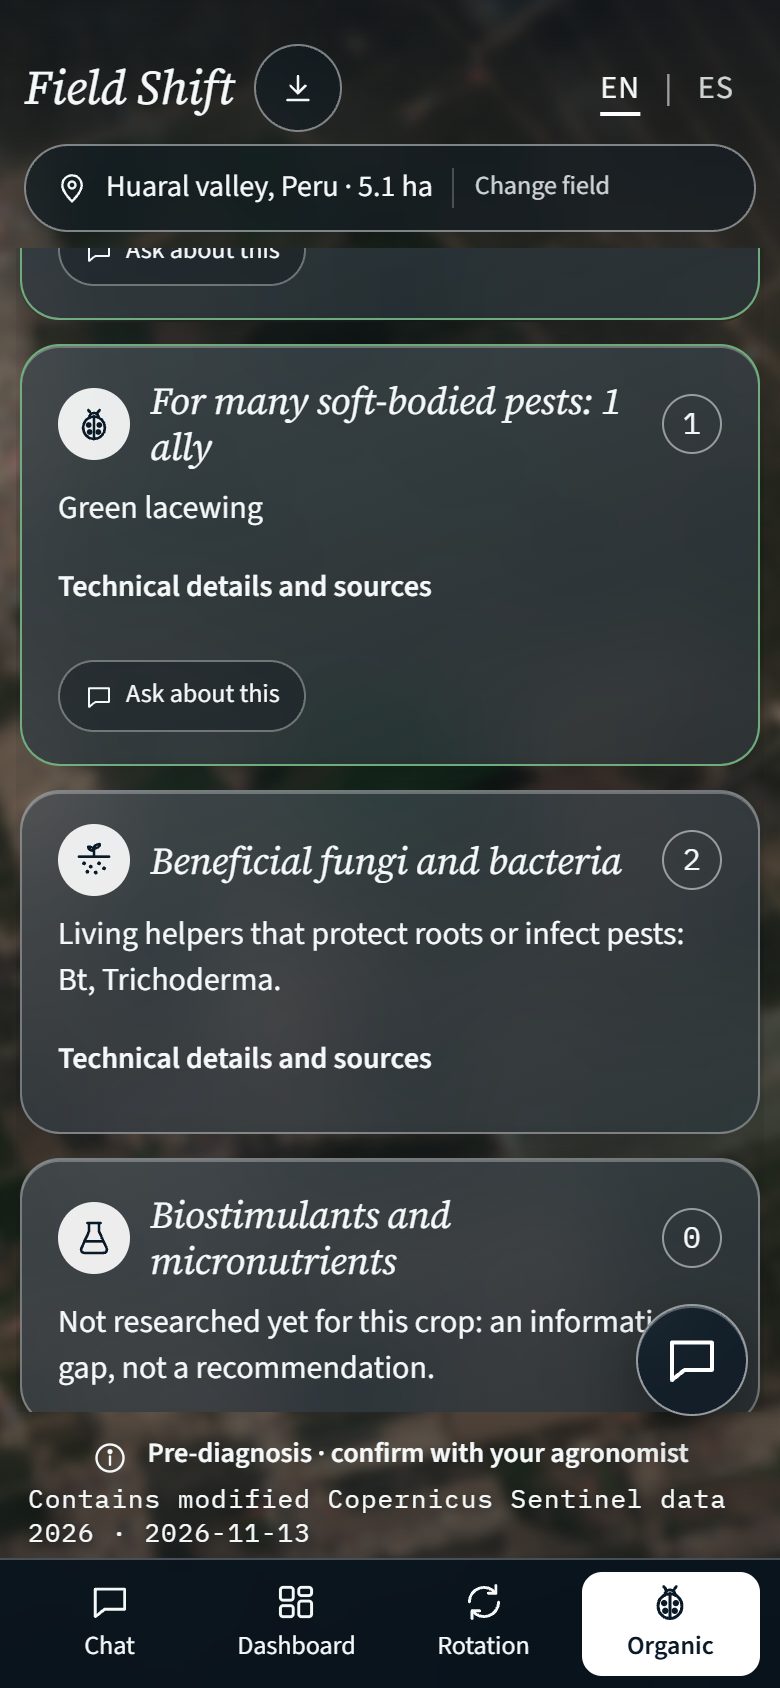 Field Shift
EN | ES
Huaral valley, Peru · 5.1 ha | Change field
Ask about this
For many soft-bodied pests: 1
ally
1
Green lacewing
Technical details and sources
Ask about this
Beneficial fungi and bacteria
2
Living helpers that protect roots or infect pests:
Bt, Trichoderma.
Technical details and sources
Biostimulants and
micronutrients
0
Not researched yet for this crop: an informati
gap, not a recommendation.
Pre-diagnosis · confirm with your agronomist
Contains modified Copernicus Sentinel data
2026 · 2026-11-13
Chat
Dashboard
Rotation
Organic